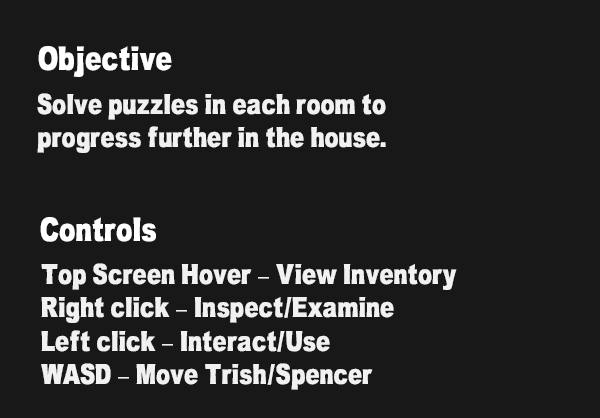 Objective
Solve puzzles in each room to
progress further in the house.
Controls
Top Screen Hover – View Inventory
Right click – Inspect/Examine
Left click – Interact/Use
WASD – Move Trish/Spencer